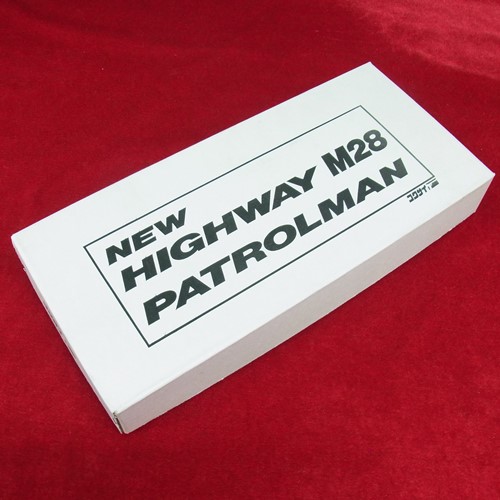 NEW
HIGHWAY M28
PATROLMAN
コクサイ